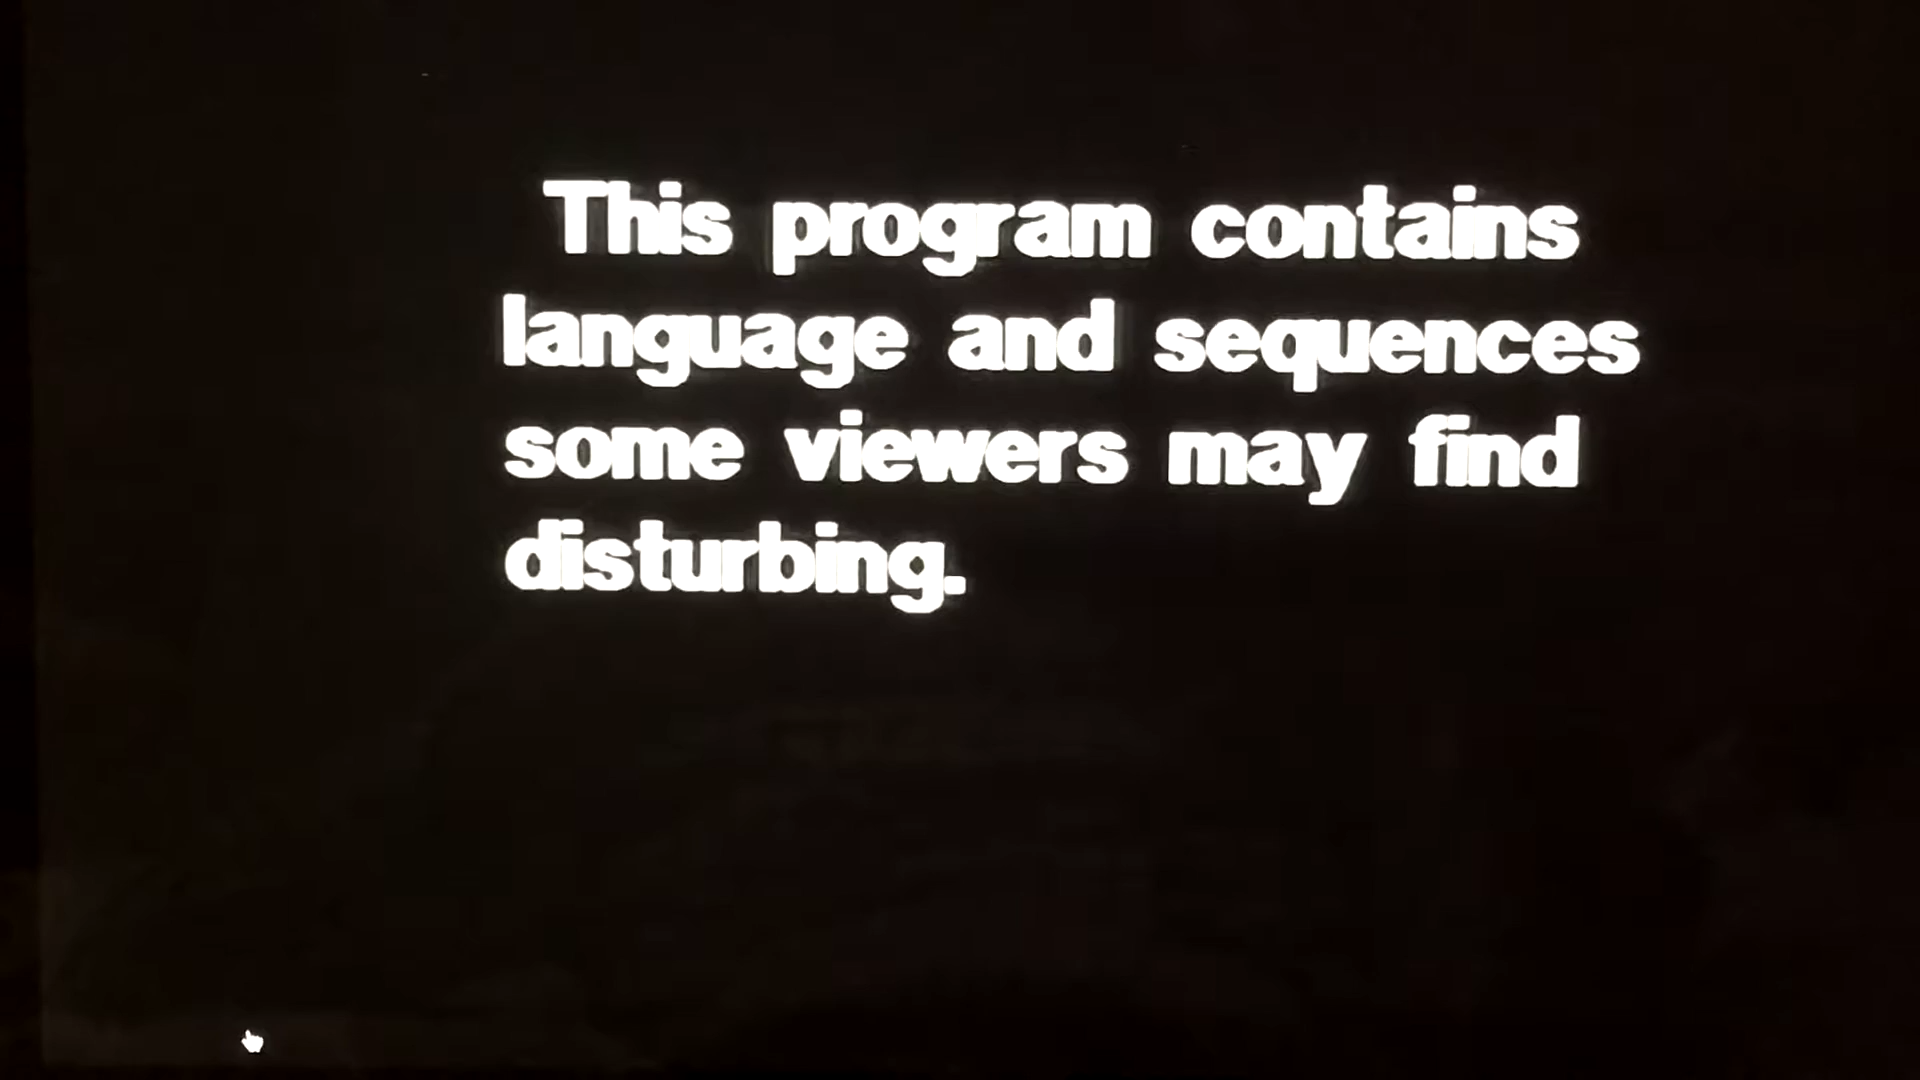 This program contains
language and sequences
some viewers may find
disturbing.